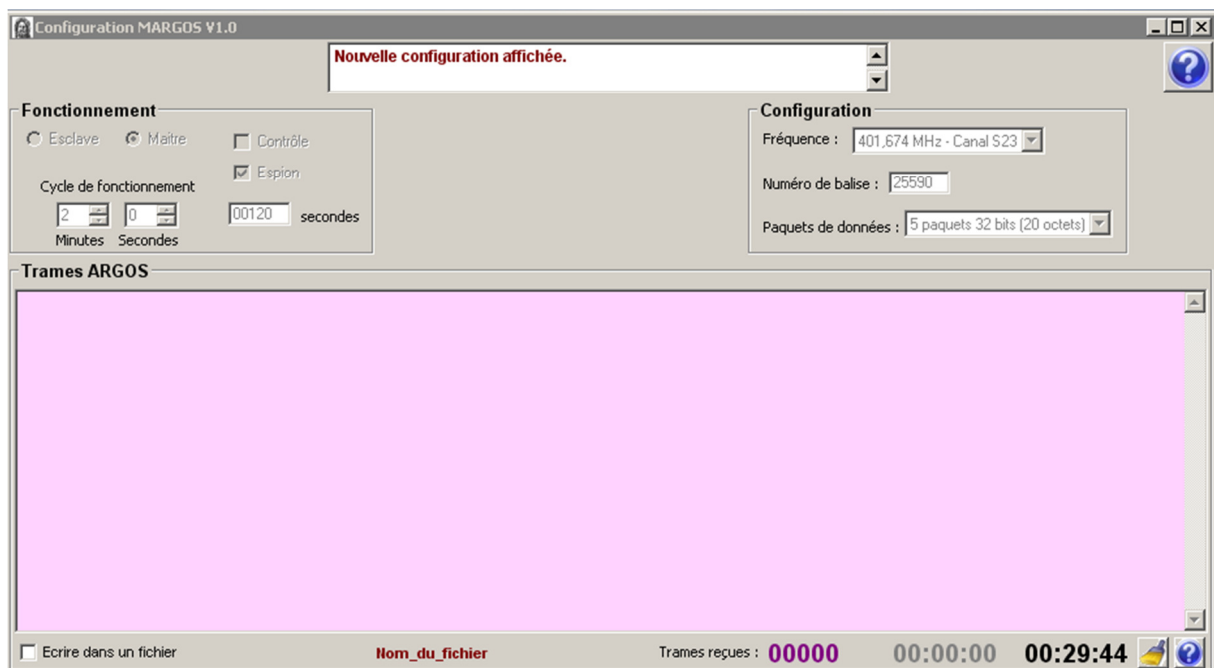 Configuration MARGOS V1.0
Nouvelle configuration affichée.
Fonctionnement
Esclave Maitre Contrôle
Espion
Cycle de fonctionnement
2 0 00120 secondes
Minutes Secondes
Configuration
Fréquence : 401,674 MHz - Canal S23
Numéro de balise : 25590
Paquets de données : 5 paquets 32 bits (20 octets)
Trames ARGOS
Ecrire dans un fichier Nom_du_fichier Trames reçues : 00000 00:00:00 00:29:44